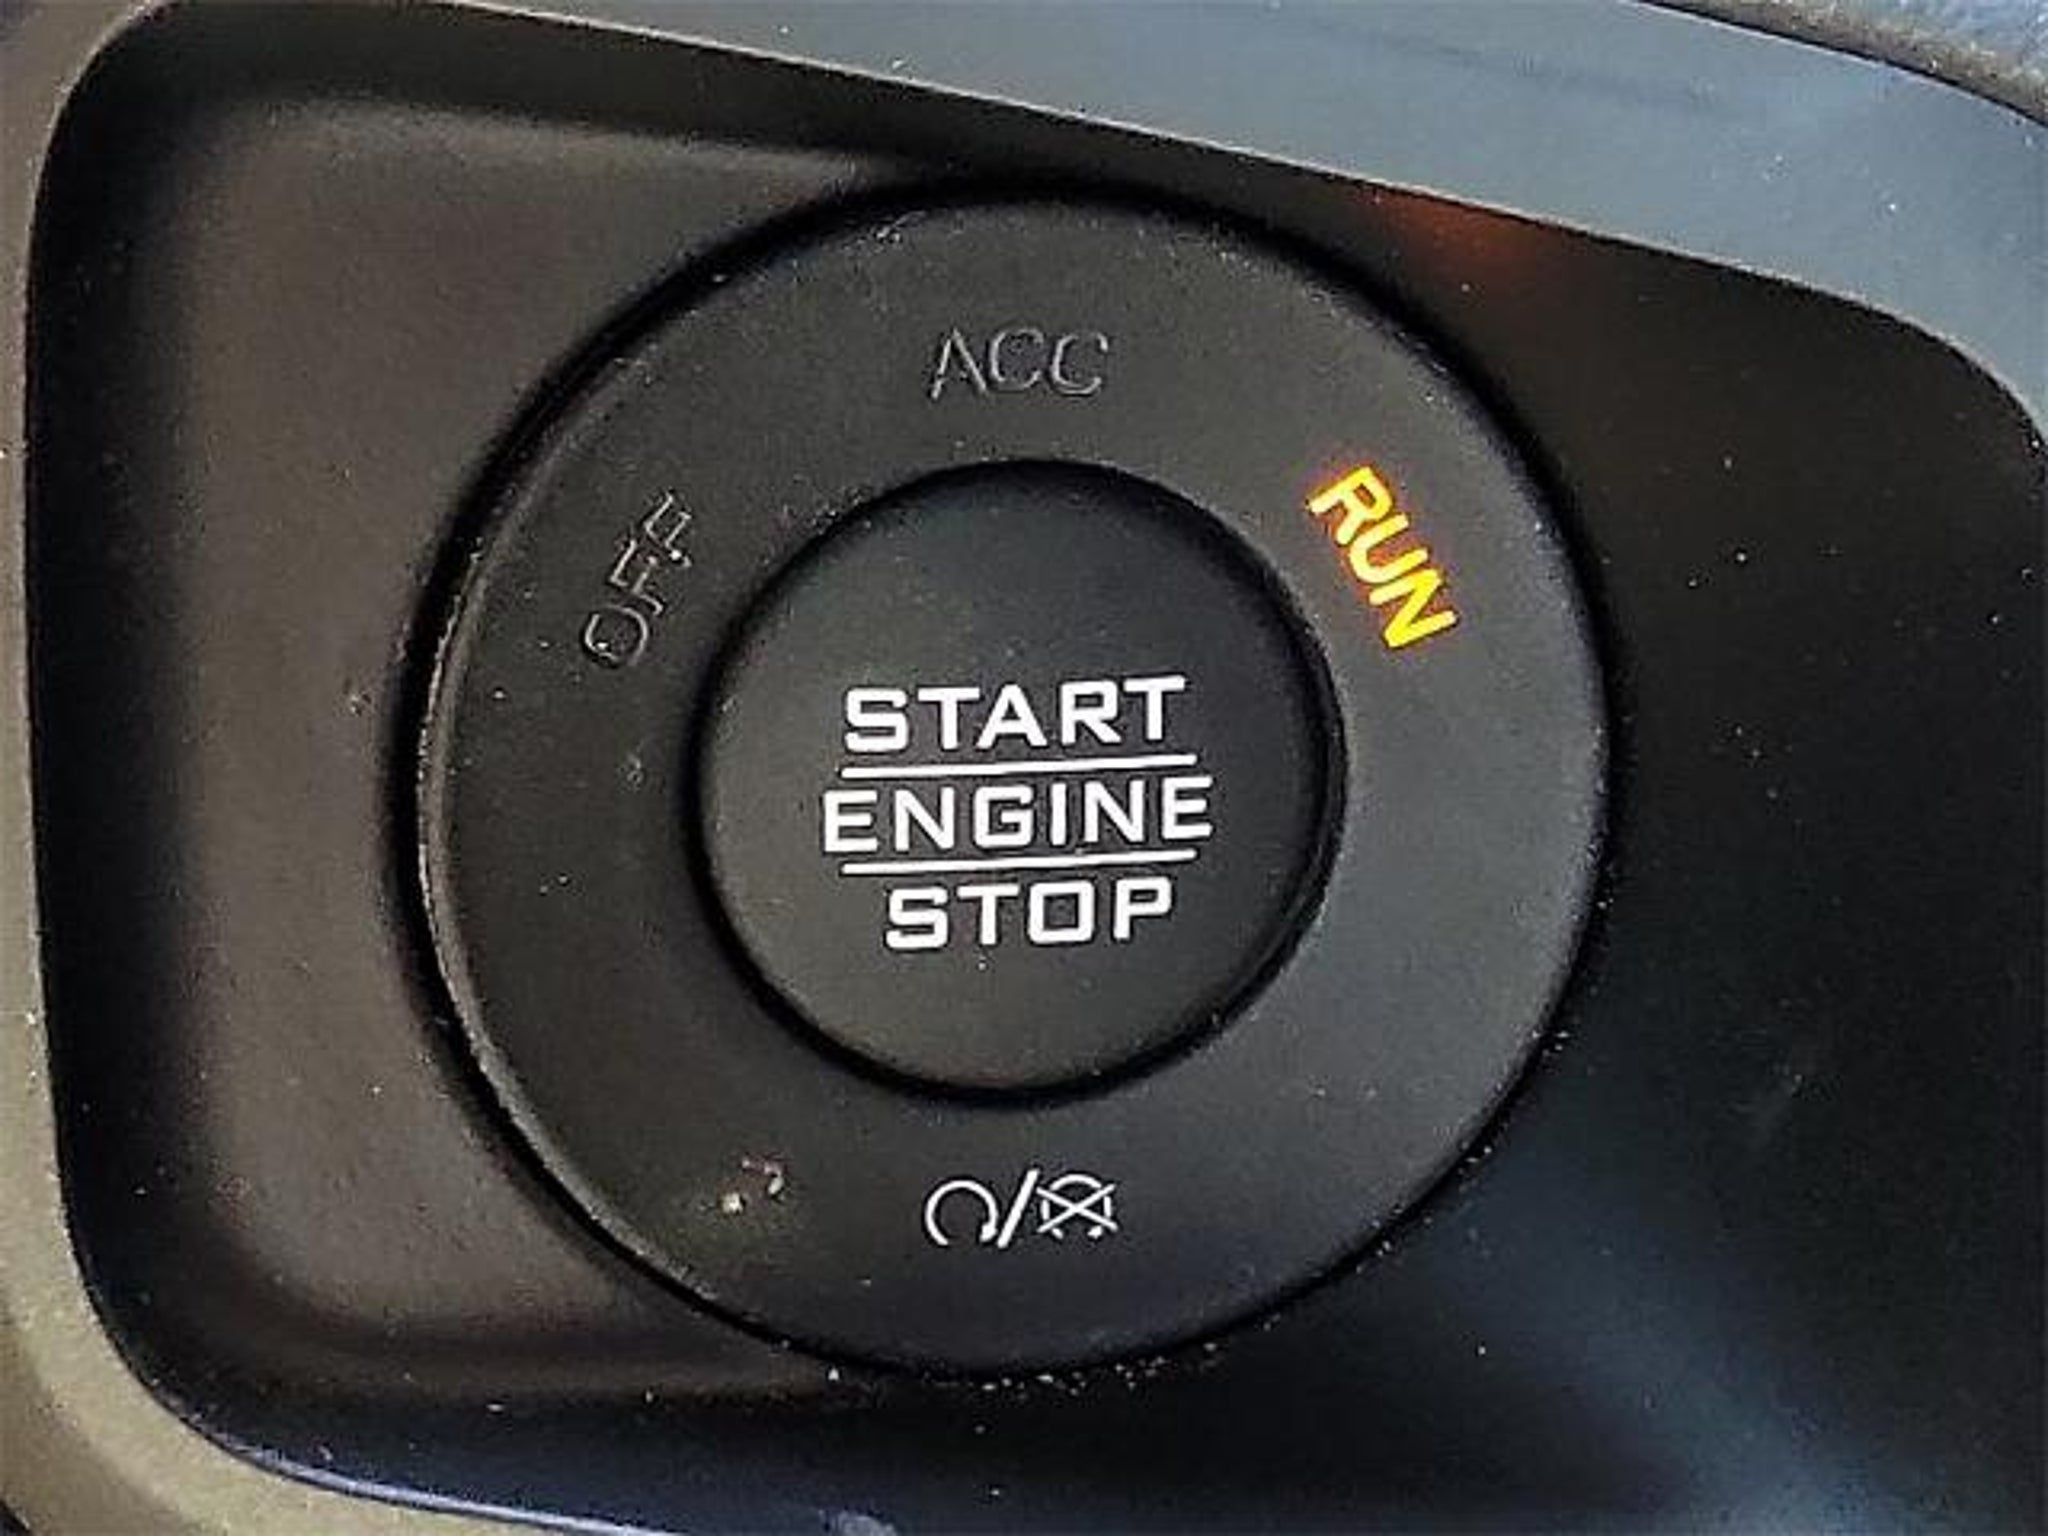 ACC
OFF
RUN
START
ENGINE
STOP